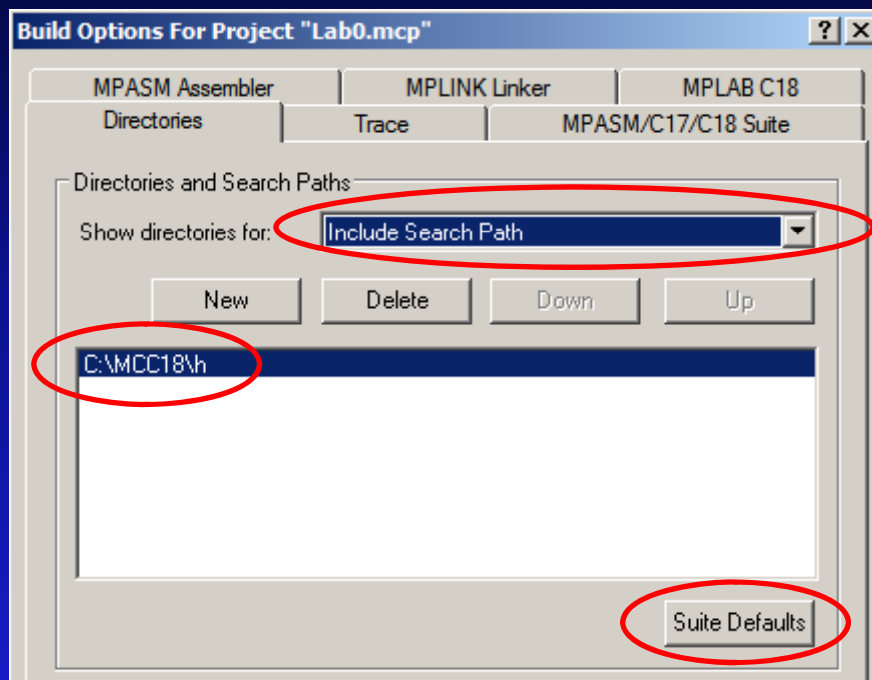 Build Options For Project "Lab0.mcp"
MPASM Assembler MPLINK Linker MPLAB C18
Directories Trace MPASM/C17/C18 Suite
Directories and Search Paths
Show directories for: Include Search Path
New Delete Down Up
C:\MCC18\h
Suite Defaults